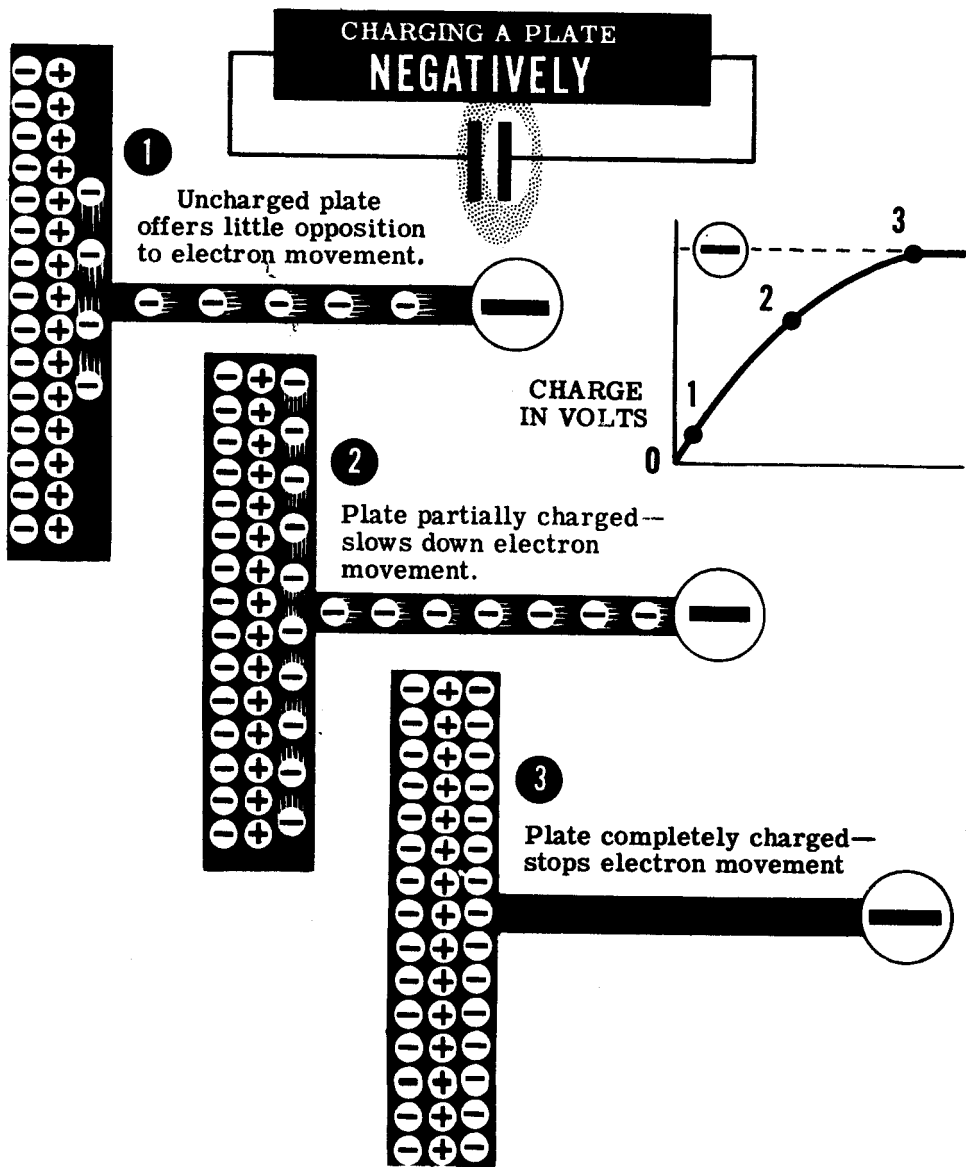 CHARGING A PLATE
NEGATIVELY
1
Uncharged plate
offers little opposition
to electron movement.
3
2
1
CHARGE
IN VOLTS
0
2
Plate partially charged—
slows down electron
movement.
3
Plate completely charged—
stops electron movement